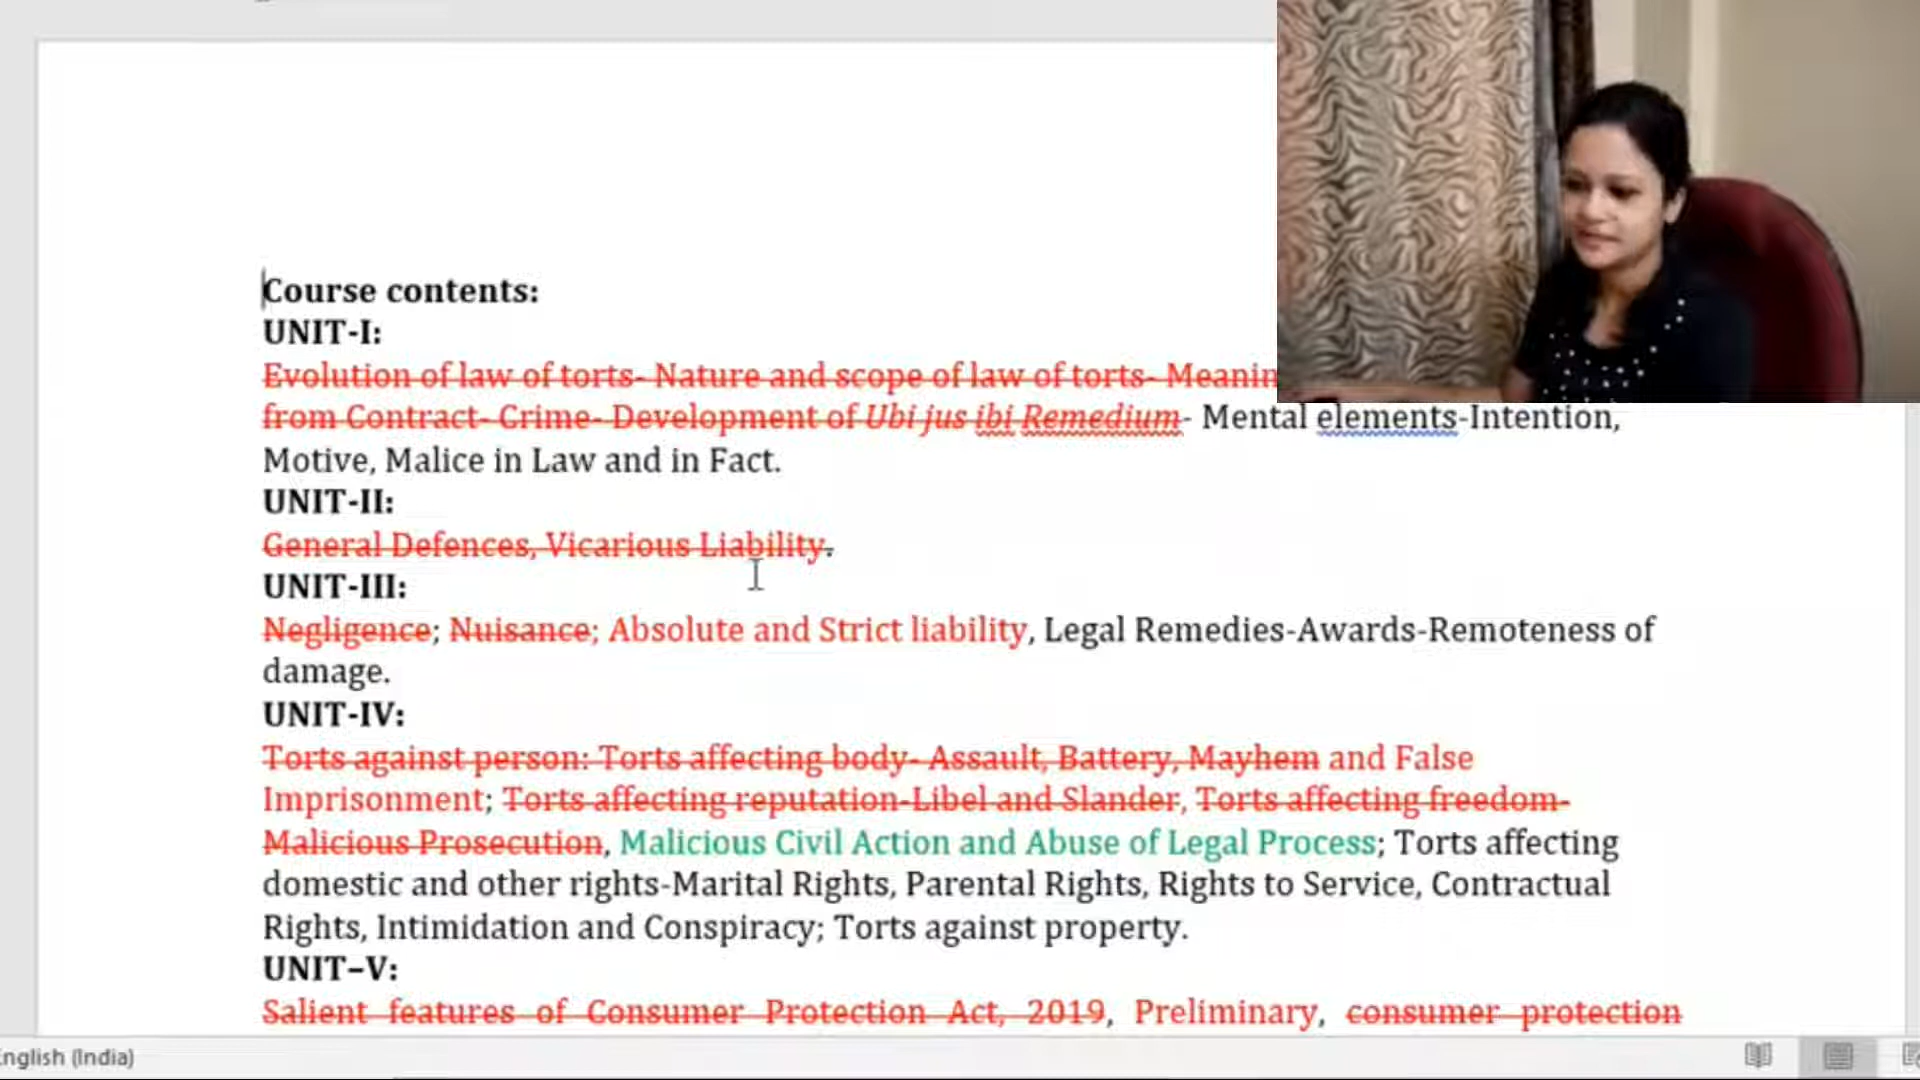 Course contents:
UNIT-I:
Evolution of law of torts- Nature and scope of law of torts-
from Contract- Crime- Development of Ubi jus ibi Remedium- Mental elements-Intention,
Motive, Malice in Law and in Fact.
UNIT-II:
General Defences, Vicarious Liability.
UNIT-III:
Negligence; Nuisance; Absolute and Strict liability, Legal Remedies-Awards-Remoteness of
damage.
UNIT-IV:
Torts against person: Torts affecting body- Assault, Battery, Mayhem and False
Imprisonment; Torts affecting reputation-Libel and Slander, Torts affecting freedom-
Malicious Prosecution, Malicious Civil Action and Abuse of Legal Process; Torts affecting
domestic and other rights-Marital Rights, Parental Rights, Rights to Service, Contractual
Rights, Intimidation and Conspiracy; Torts against property.
UNIT–V:
Salient features of Consumer Protection Act, 2019, Preliminary, consumer protection
English (India)